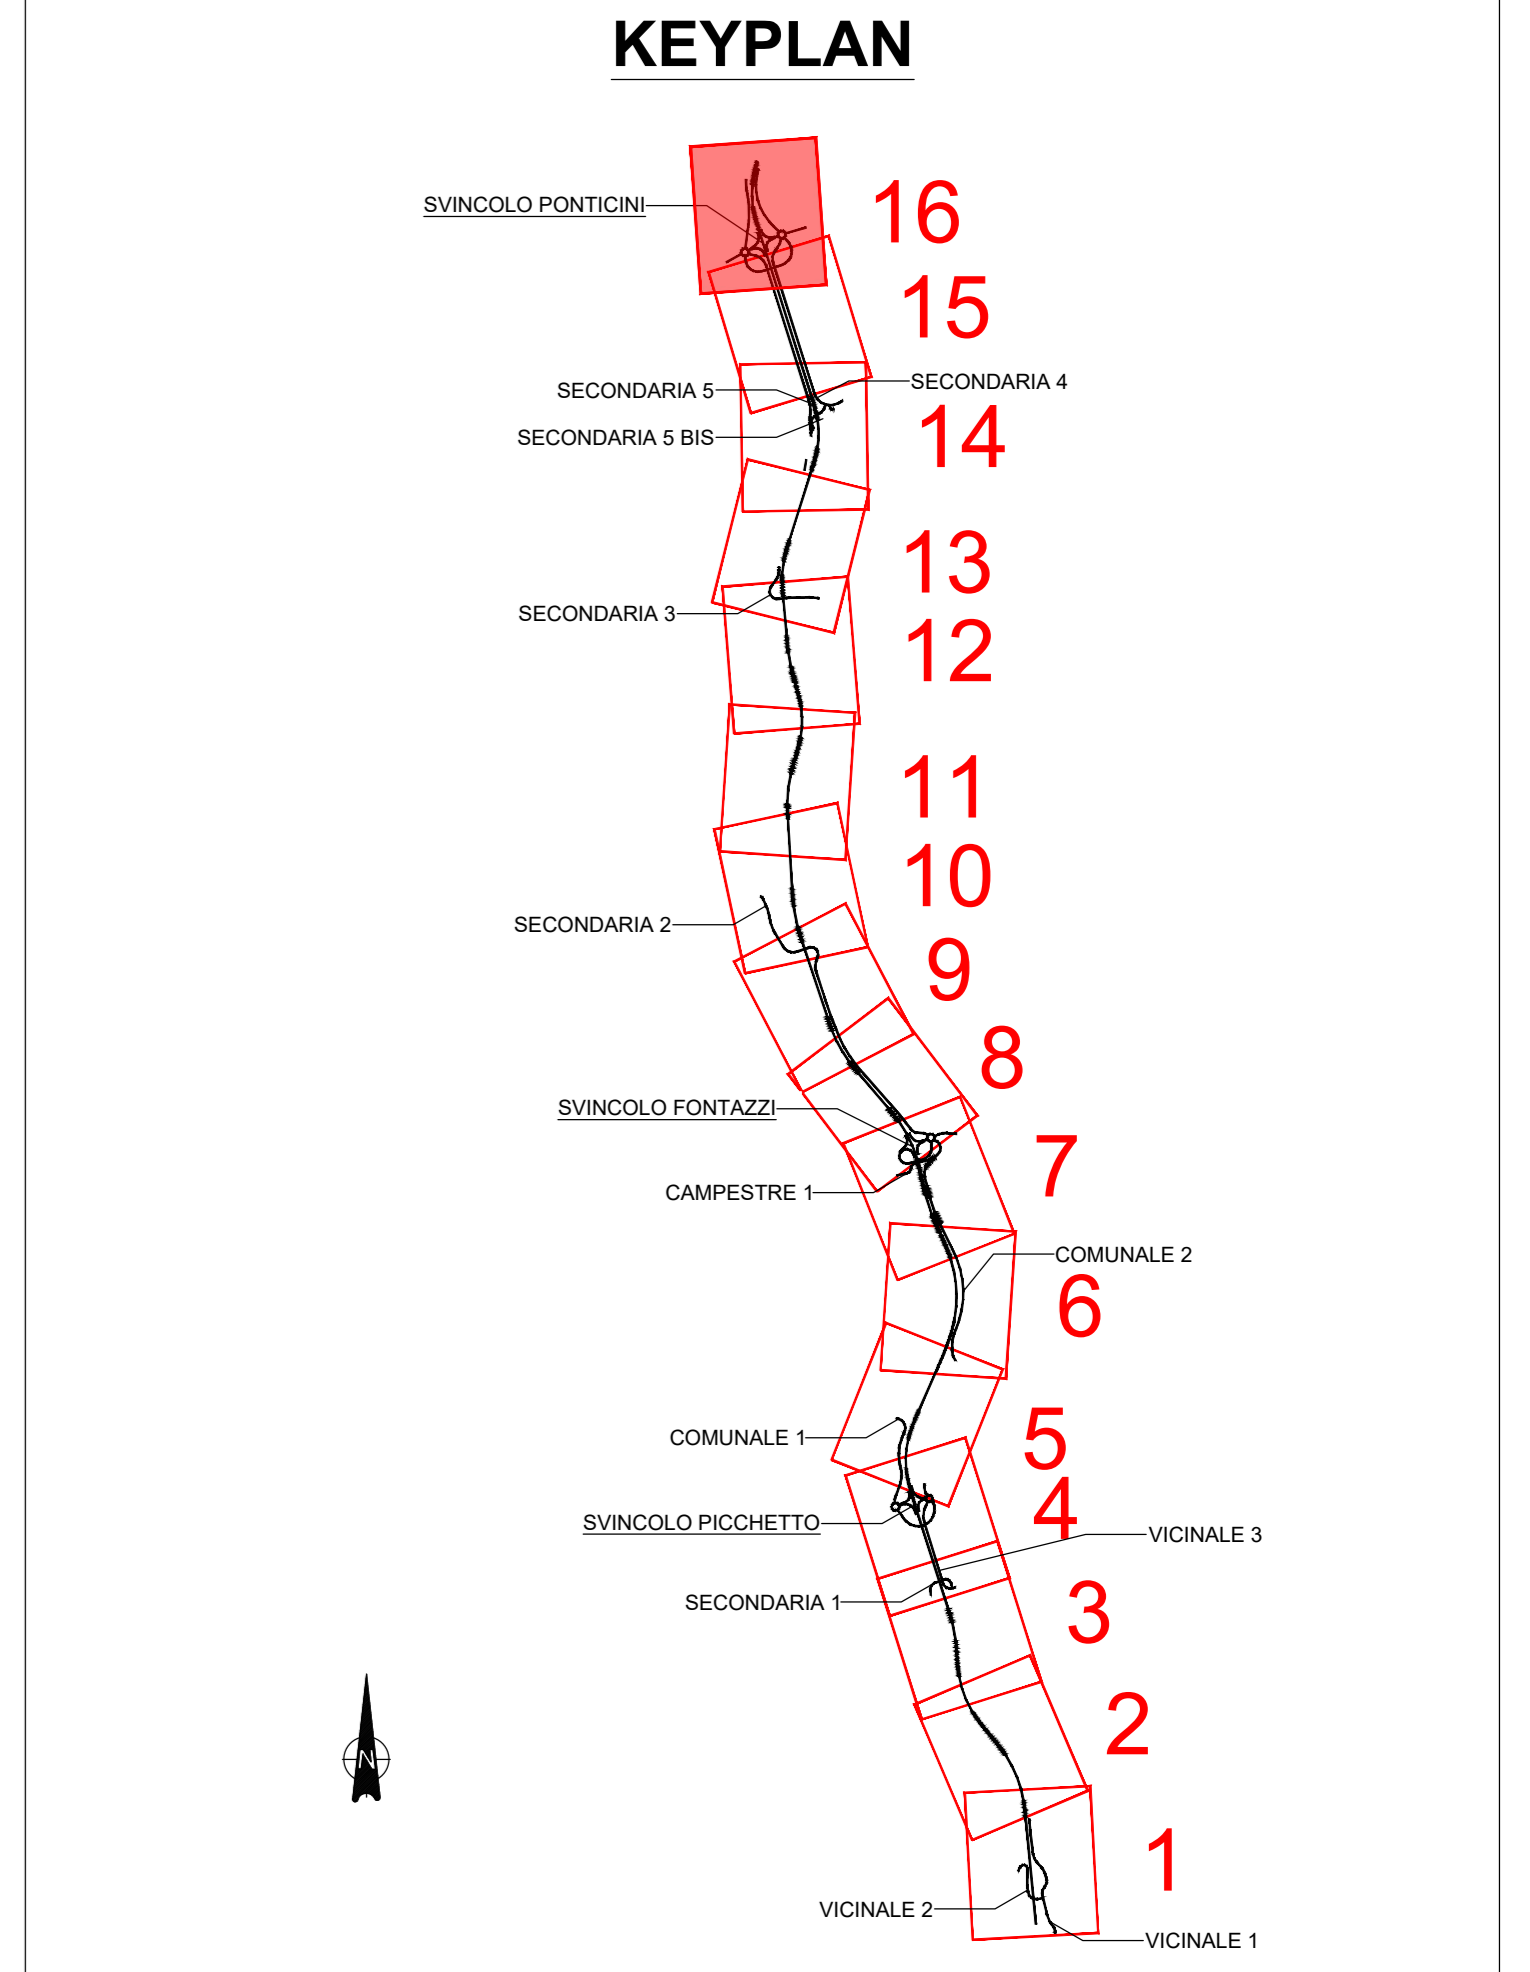 KEYPLAN
SVINCOLO PONTICINI
16
15
SECONDARIA 5
SECONDARIA 4
14
SECONDARIA 5 BIS
13
SECONDARIA 3
12
11
10
SECONDARIA 2
9
8
SVINCOLO FONTAZZI
7
CAMPESTRE 1
COMUNALE 2
6
COMUNALE 1
5
4
SVINCOLO PICCHETTO
VICINALE 3
SECONDARIA 1
3
2
N
1
VICINALE 2
VICINALE 1